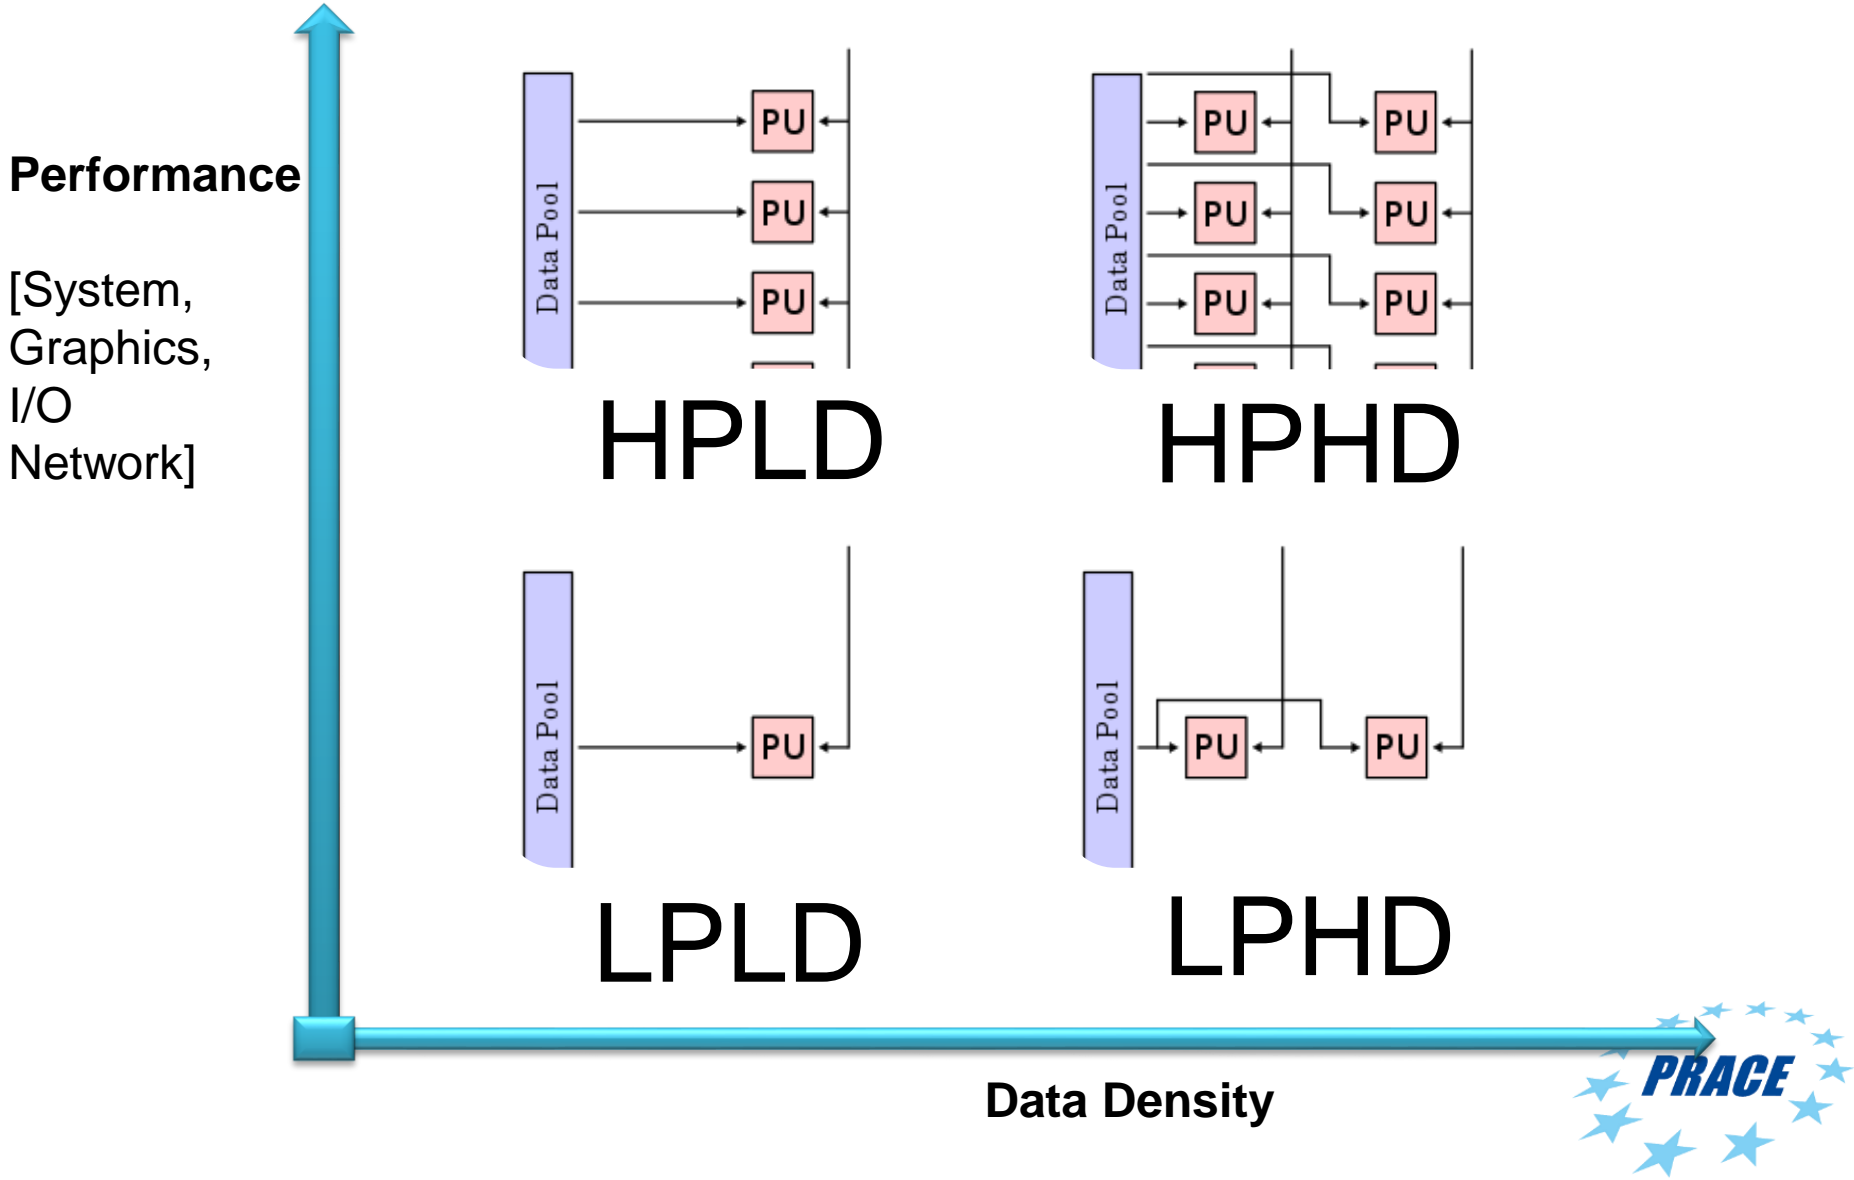 Performance
[System,
Graphics,
I/O
Network]
Data Pool
PU
PU
PU
HPLD
Data Pool
PU PU
PU PU
PU PU
HPHD
Data Pool
PU
LPLD
Data Pool
PU PU
LPHD
Data Density
PRACE